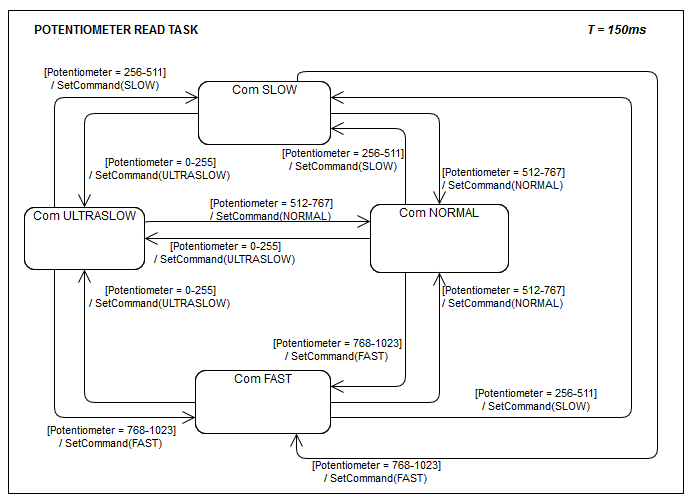 POTENTIOMETER READ TASK
T = 150ms
[Potentiometer = 256-511]
/ SetCommand(SLOW)
Com SLOW
[Potentiometer = 0-255]
/ SetCommand(ULTRASLOW)
[Potentiometer = 256-511]
/ SetCommand(SLOW)
[Potentiometer = 512-767]
/ SetCommand(NORMAL)
Com ULTRASLOW
[Potentiometer = 512-767]
/ SetCommand(NORMAL)
Com NORMAL
[Potentiometer = 0-255]
/ SetCommand(ULTRASLOW)
[Potentiometer = 0-255]
/ SetCommand(ULTRASLOW)
[Potentiometer = 512-767]
/ SetCommand(NORMAL)
[Potentiometer = 768-1023]
/ SetCommand(FAST)
Com FAST
[Potentiometer = 256-511]
/ SetCommand(SLOW)
[Potentiometer = 768-1023]
/ SetCommand(FAST)
[Potentiometer = 768-1023]
/ SetCommand(FAST)